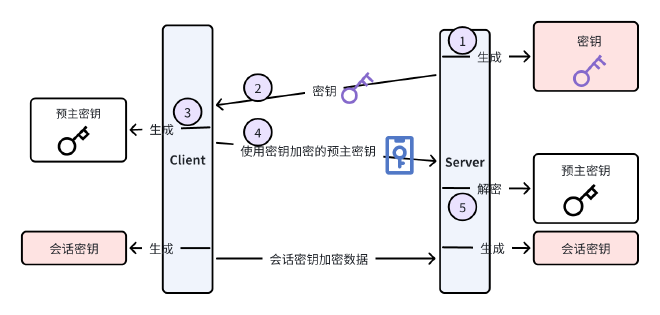 1
生成
密钥
2
密钥
3
预主密钥
生成
4
使用密钥加密的预主密钥
Client
Server
解密
预主密钥
5
会话密钥
生成
会话密钥加密数据
生成
会话密钥